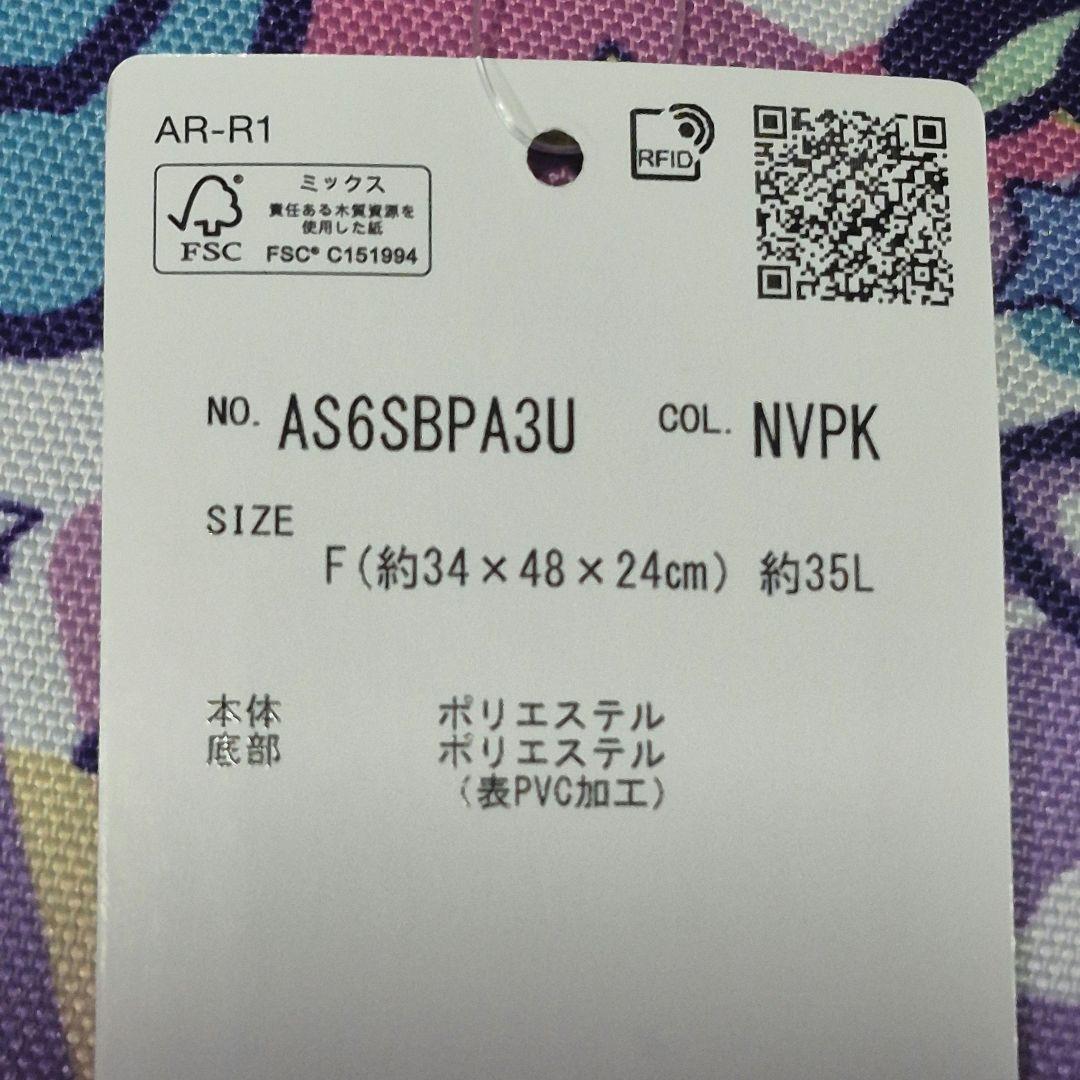 AR-R1
FSC
ミックス
責任ある木質資源を
使用した紙
FSC® C151994
RFID
NO. AS6SBPA3U COL. NVPK
SIZE
F(約34×48×24cm) 約35L
本体 ポリエステル
底部 ポリエステル
(表PVC加工)